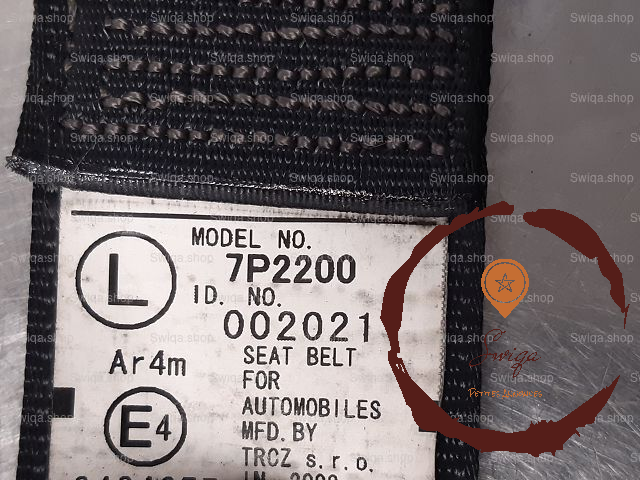 MODEL NO.
7P2200
L
ID. NO.
002021
Ar4m
SEAT BELT
FOR
AUTOMOBILES
E4
MFD. BY
TRCZ s.r.o.
Swiqa
Swiqa.shop